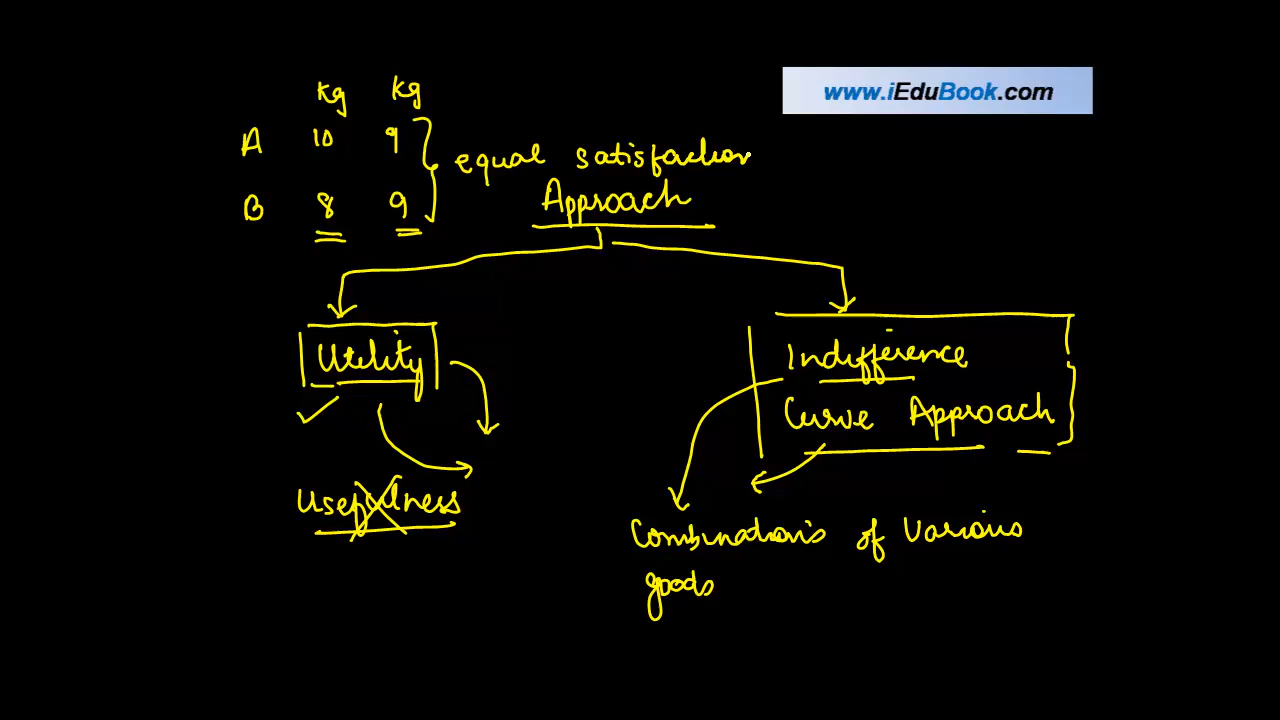 www.iEduBook.com
kg kg
A 10 9
equal satisfaction
B 8 9
Approach
Utility
Indifference
Curve Approach
Usefulness
Combinations of Various
goods